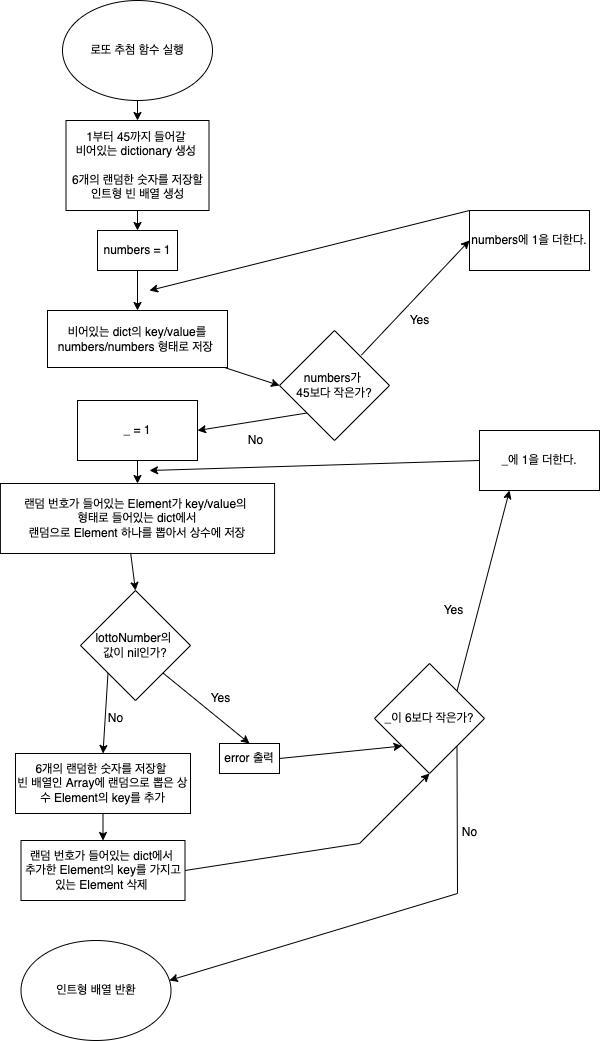 로또 추첨 함수 실행
1부터 45까지 들어갈
비어있는 dictionary 생성
6개의 랜덤한 숫자를 저장할
인트형 빈 배열 생성
numbers = 1
numbers에 1을 더한다.
비어있는 dict의 key/value를
numbers/numbers 형태로 저장
Yes
numbers가
45보다 작은가?
No
_ = 1
_에 1을 더한다.
랜덤 번호가 들어있는 Element가 key/value의
형태로 들어있는 dict에서
랜덤으로 Element 하나를 뽑아서 상수에 저장
lottoNumber의
값이 nil인가?
Yes
Yes
No
_이 6보다 작은가?
error 출력
6개의 랜덤한 숫자를 저장할
빈 배열인 Array에 랜덤으로 뽑은 상
수 Element의 key를 추가
No
랜덤 번호가 들어있는 dict에서
추가한 Element의 key를 가지고
있는 Element 삭제
인트형 배열 반환